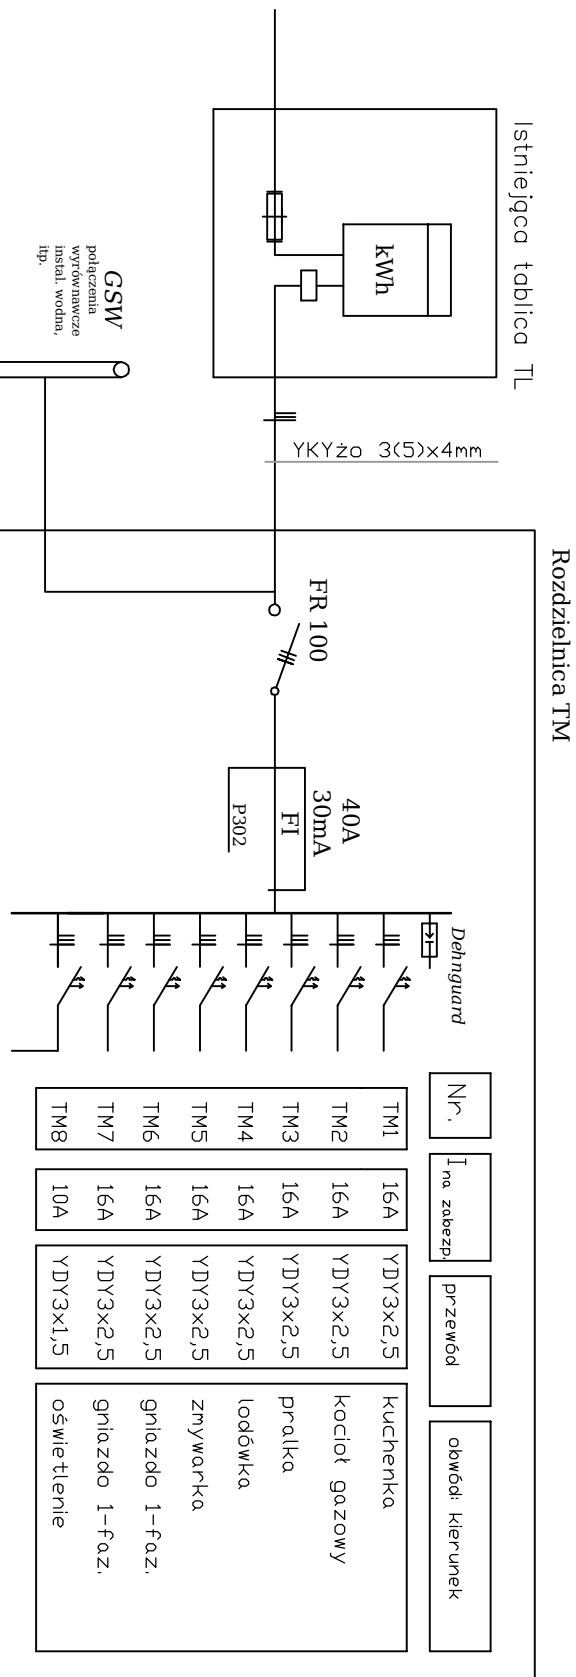 Istniejąca tablica TL
kWh
GSW
połączenia
wyrównawcze
instal. wodna,
itp.
YKYżo 3(5)x4mm
Rozdzielnica TM
FR 100
40A
30mA
FI
P302
Dehnguard
Nr.
I na zabezp.
przewód
obwód: kierunek
TM1 16A YDY3x2,5 kuchenka
TM2 16A YDY3x2,5 kocioł gazowy
TM3 16A YDY3x2,5 pralka
TM4 16A YDY3x2,5 lodówka
TM5 16A YDY3x2,5 zmywarka
TM6 16A YDY3x2,5 gniazdo 1-faz.
TM7 16A YDY3x2,5 gniazdo 1-faz.
TM8 10A YDY3x1,5 oświetlenie